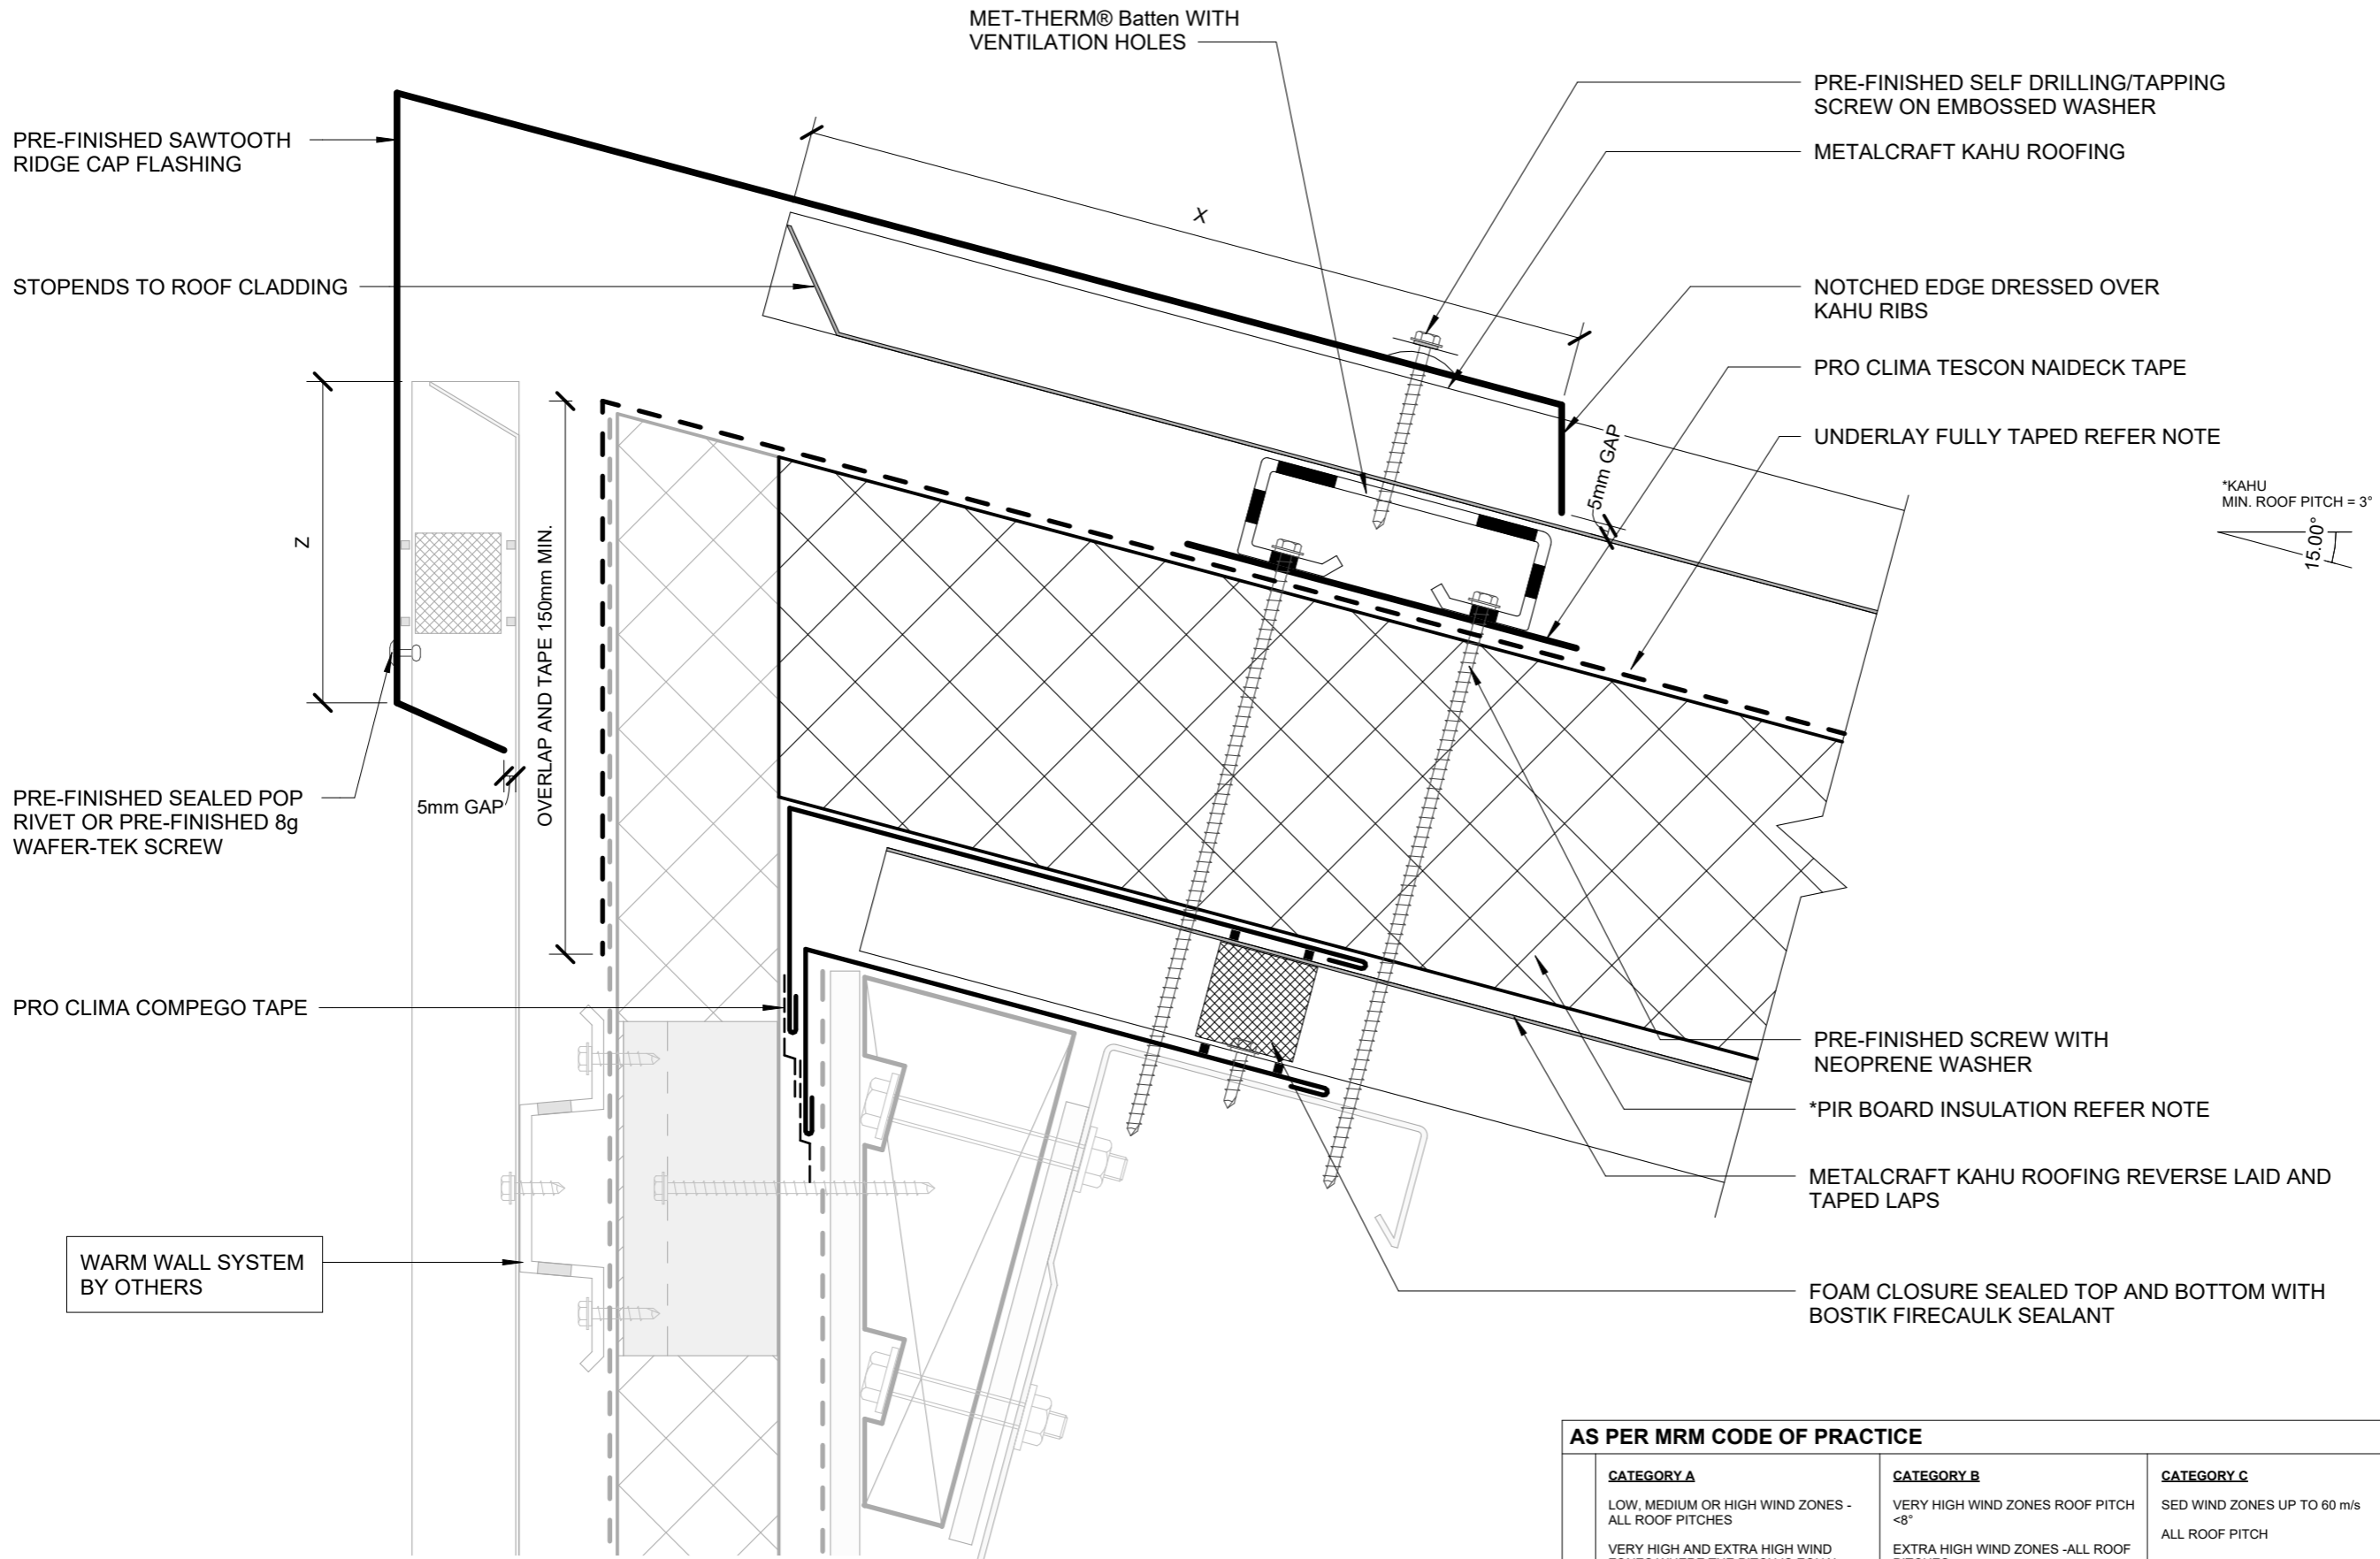 MET-THERM® Batten WITH
VENTILATION HOLES
PRE-FINISHED SELF DRILLING/TAPPING
SCREW ON EMBOSSED WASHER
PRE-FINISHED SAWTOOTH
RIDGE CAP FLASHING
METALCRAFT KAHU ROOFING
X
STOPENDS TO ROOF CLADDING
NOTCHED EDGE DRESSED OVER
KAHU RIBS
PRO CLIMA TESCON NAIDECK TAPE
UNDERLAY FULLY TAPED REFER NOTE
5mm GAP
*KAHU
MIN. ROOF PITCH = 3°
15.00°
Z
OVERLAP AND TAPE 150mm MIN.
PRE-FINISHED SEALED POP
RIVET OR PRE-FINISHED 8g
WAFER-TEK SCREW
5mm GAP
PRO CLIMA COMPEGO TAPE
PRE-FINISHED SCREW WITH
NEOPRENE WASHER
*PIR BOARD INSULATION REFER NOTE
METALCRAFT KAHU ROOFING REVERSE LAID AND
TAPED LAPS
WARM WALL SYSTEM
BY OTHERS
FOAM CLOSURE SEALED TOP AND BOTTOM WITH
BOSTIK FIRECAULK SEALANT
AS PER MRM CODE OF PRACTICE
CATEGORY A
LOW, MEDIUM OR HIGH WIND ZONES -
ALL ROOF PITCHES
VERY HIGH AND EXTRA HIGH WIND
CATEGORY B
VERY HIGH WIND ZONES ROOF PITCH
<8°
EXTRA HIGH WIND ZONES -ALL ROOF
CATEGORY C
SED WIND ZONES UP TO 60 m/s
ALL ROOF PITCH